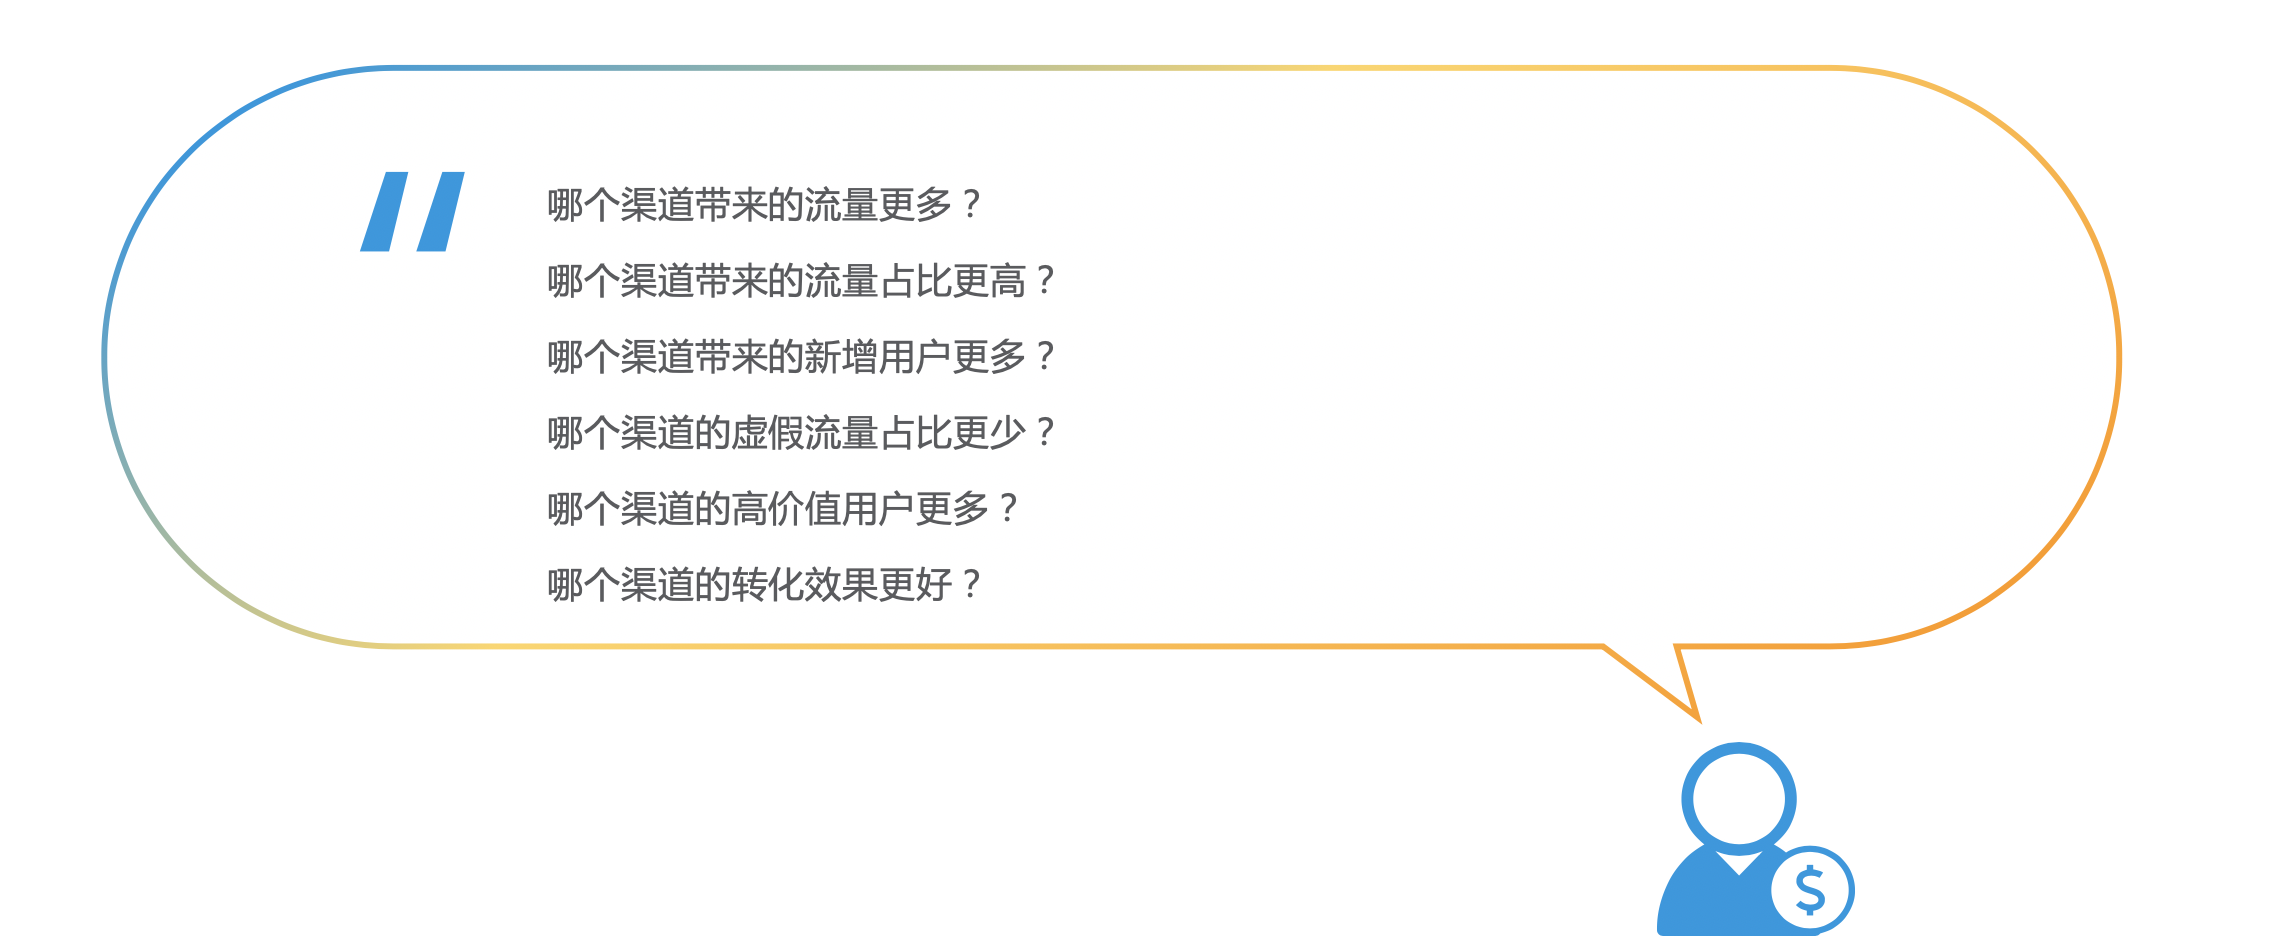 哪个渠道带来的流量更多？
哪个渠道带来的流量占比更高？
哪个渠道带来的新增用户更多？
哪个渠道的虚假流量占比更少？
哪个渠道的高价值用户更多？
哪个渠道的转化效果更好？
$